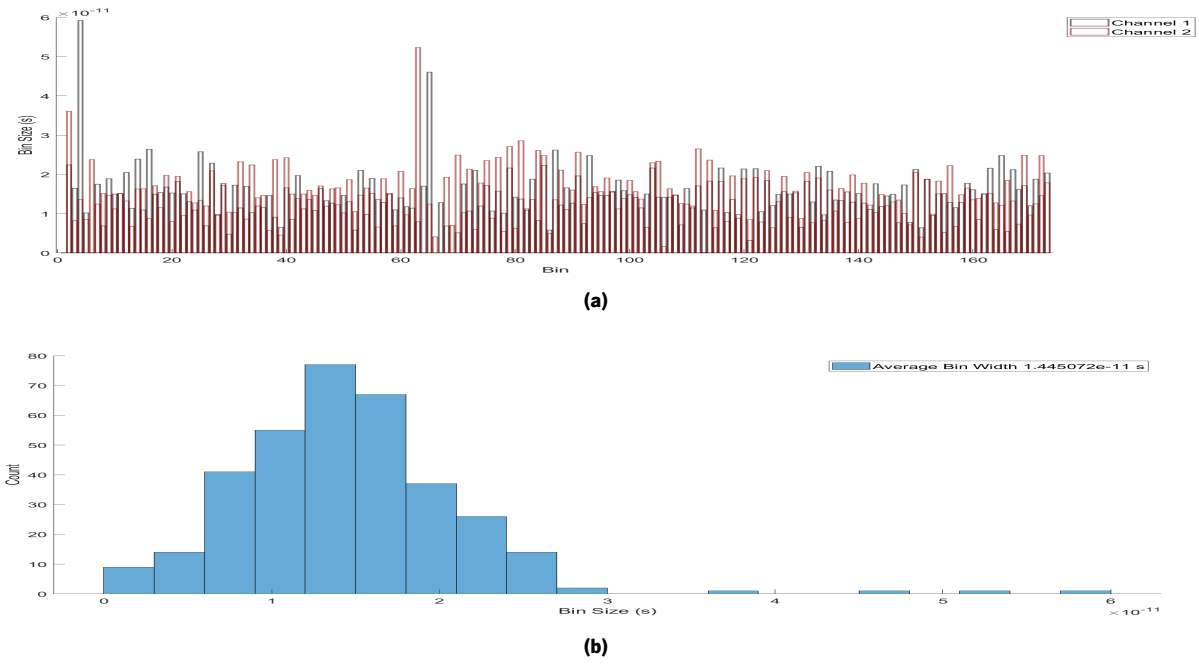 × 10⁻¹¹
6
5
4
3
2
1
0
Bin Size (s)
0 20 40 60 80 100 120 140 160
Bin
Channel 1
Channel 2
(a)
80
70
60
50
40
30
20
10
0
Count
Average Bin Width 1.445072e-11 s
0 1 2 3 4 5 6
Bin Size (s)
× 10⁻¹¹
(b)